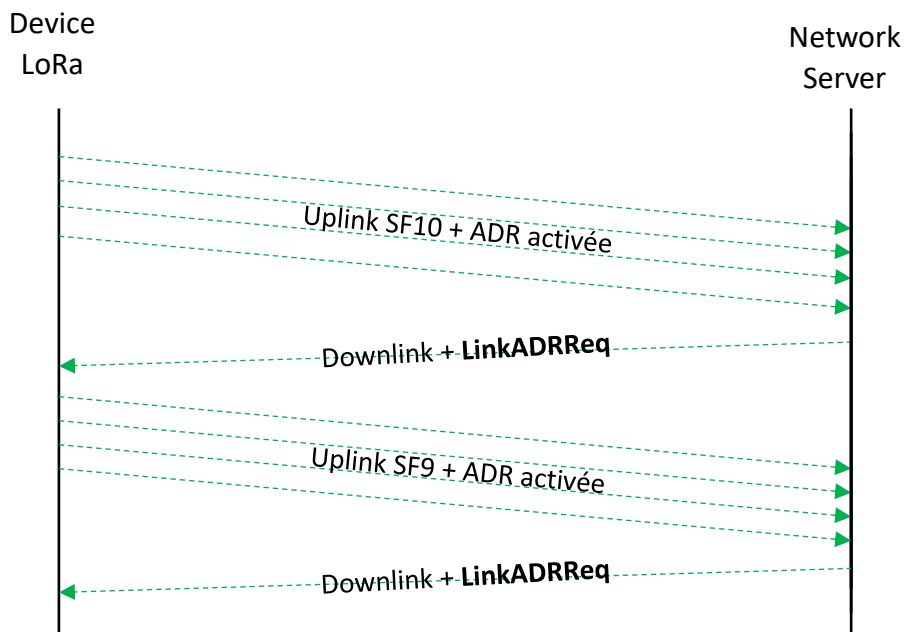 Device
LoRa
Network
Server
Uplink SF10 + ADR activée
Downlink + LinkADRReq
Uplink SF9 + ADR activée
Downlink + LinkADRReq